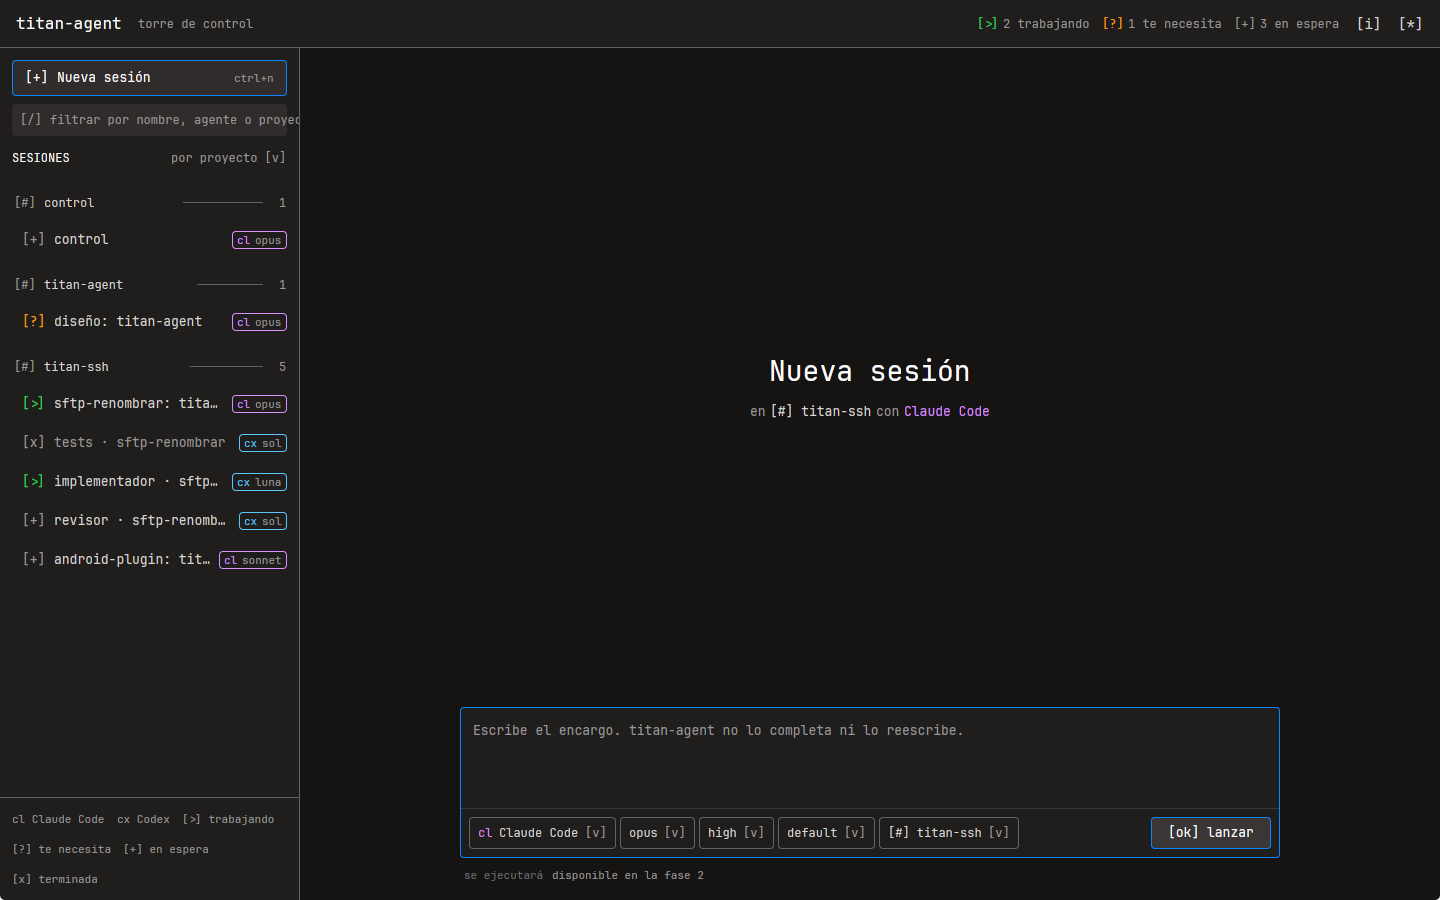 titan-agent torre de control [>] 2 trabajando [?] 1 te necesita [+] 3 en espera [i] [*]
[+] Nueva sesión ctrl+n
[/] filtrar por nombre, agente o proyec
SESIONES por proyecto [v]
[#] control 1
[+] control cl opus
[#] titan-agent 1
[?] diseño: titan-agent cl opus
[#] titan-ssh 5
[>] sftp-renombrar: tita… cl opus
[x] tests · sftp-renombrar cx sol
[>] implementador · sftp… cx luna
[+] revisor · sftp-renomb… cx sol
[+] android-plugin: tit… cl sonnet
cl Claude Code cx Codex [>] trabajando
[?] te necesita [+] en espera
[x] terminada
Nueva sesión
en [#] titan-ssh con Claude Code
Escribe el encargo. titan-agent no lo completa ni lo reescribe.
cl Claude Code [v] opus [v] high [v] default [v] [#] titan-ssh [v] [ok] lanzar
se ejecutará disponible en la fase 2